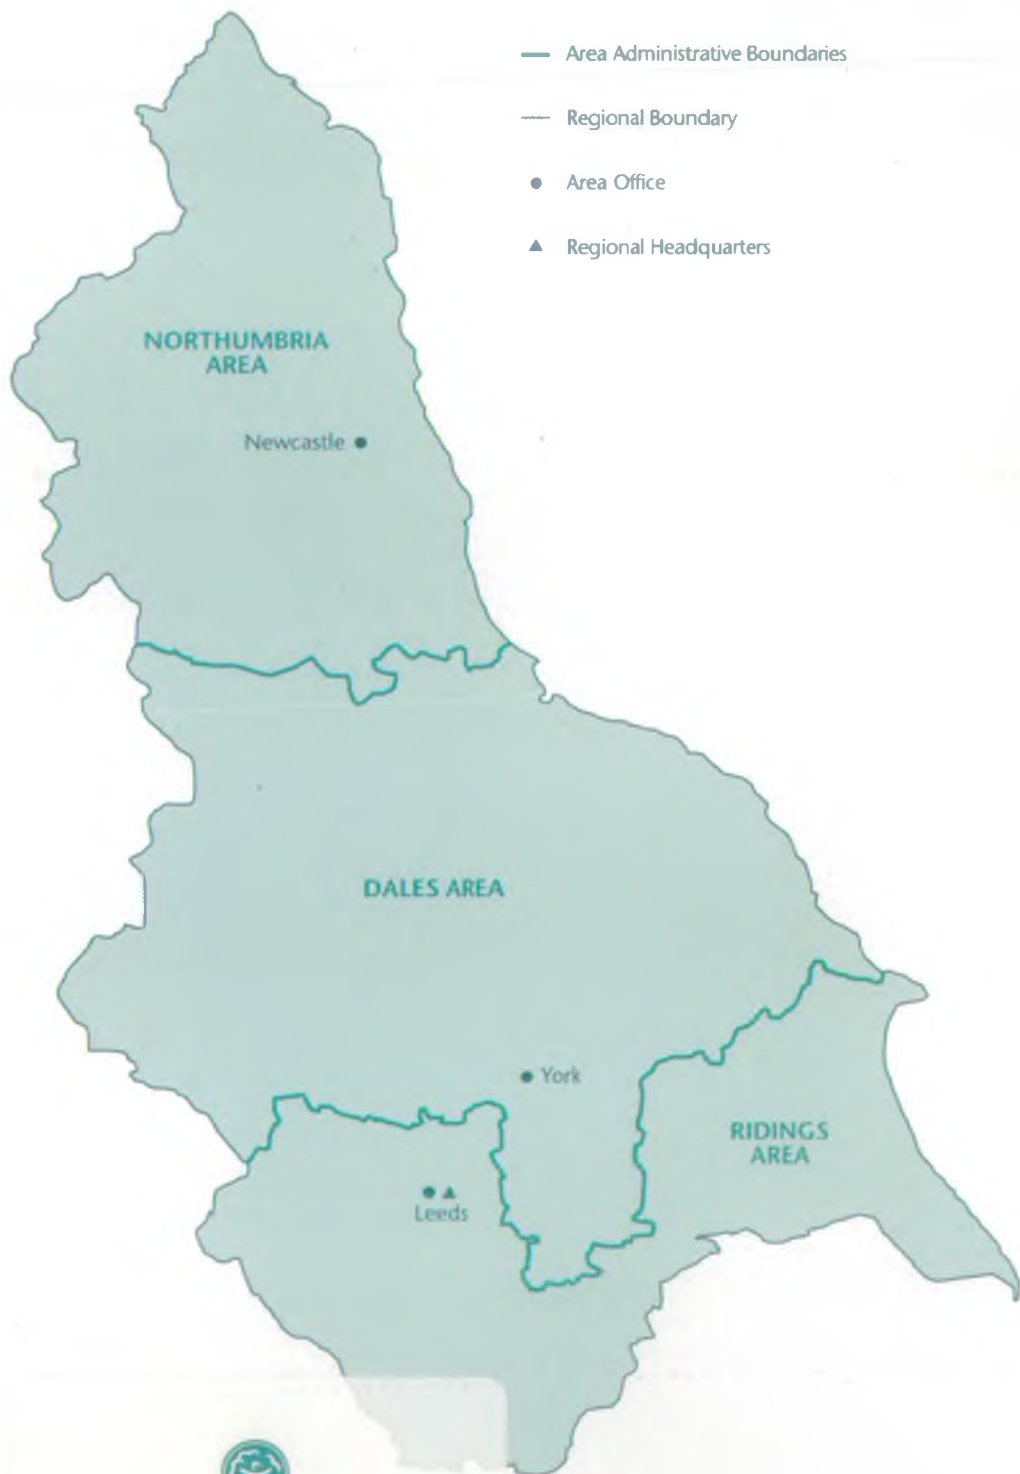 Area Administrative Boundaries
Regional Boundary
Area Office
Regional Headquarters
NORTHUMBRIA
AREA
Newcastle
DALES AREA
York
RIDINGS
AREA
Leeds